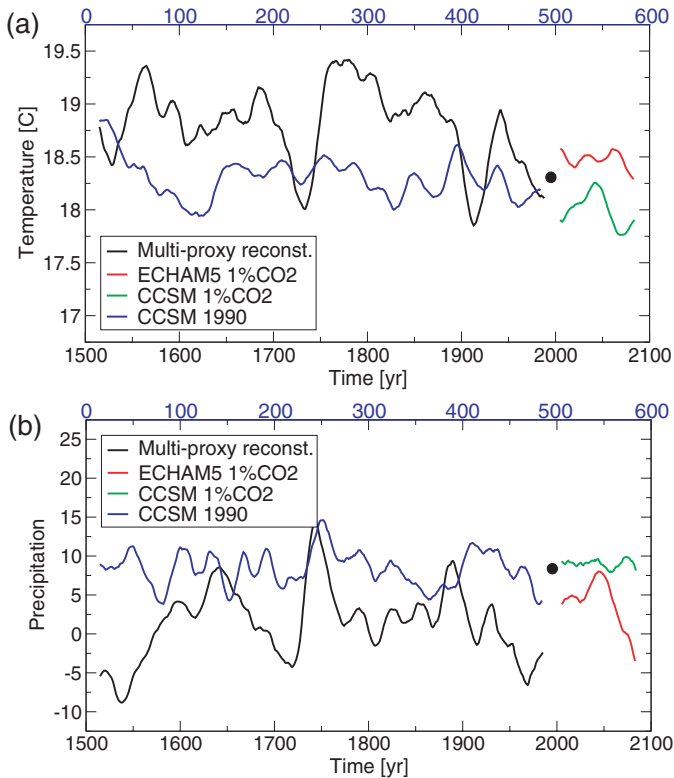 (a)
0 100 200 300 400 500 600
19.5
19
18.5
18
17.5
17
Temperature [C]
Multi-proxy reconst.
ECHAM5 1%CO2
CCSM 1%CO2
CCSM 1990
1500 1600 1700 1800 1900 2000 2100
Time [yr]
(b)
0 100 200 300 400 500 600
25
20
15
10
5
0
-5
-10
Precipitation
Multi-proxy reconst.
ECHAM5 1%CO2
CCSM 1%CO2
CCSM 1990
1500 1600 1700 1800 1900 2000 2100
Time [yr]